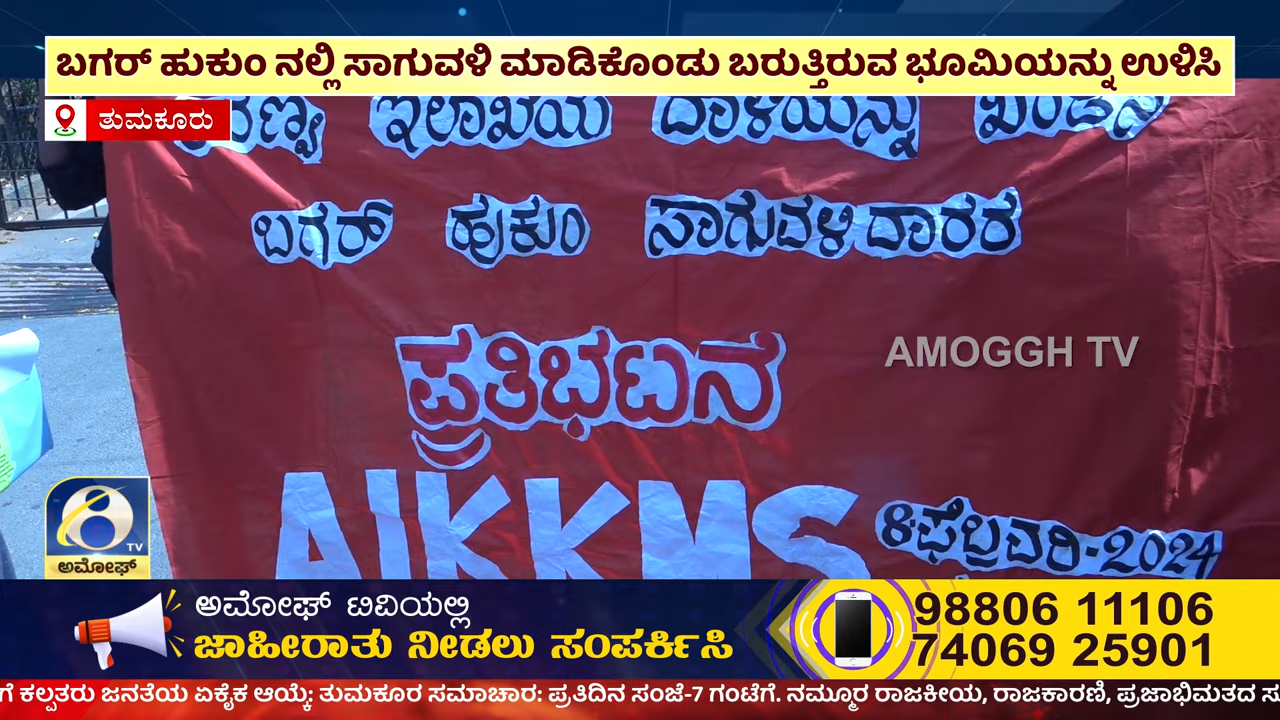 ಬಗರ್ ಹುಕುಂ ನಲ್ಲಿ ಸಾಗುವಳಿ ಮಾಡಿಕೊಂಡು ಬರುತ್ತಿರುವ ಭೂಮಿಯನ್ನು ಉಳಿಸಿ
ತುಮಕೂರು
ಇಲಾಖೆಯ ದಾಳಿಯನ್ನು ಖಂಡಿಸಿ
ಬಗರ್ ಹುಕುಂ ಸಾಗುವಳಿದಾರರ
ಪ್ರತಿಭಟನೆ
AMOGGH TV
AIKKMS
8-ಫೆಬ್ರವರಿ-2024
8 TV
ಅಮೋಘ್
ಅಮೋಘ್ ಟಿವಿಯಲ್ಲಿ
ಜಾಹೀರಾತು ನೀಡಲು ಸಂಪರ್ಕಿಸಿ
98806 11106
74069 25901
ಗೆ ಕಲ್ಪತರು ಜನತೆಯ ಏಕೈಕ ಆಯ್ಕೆ: ತುಮಕೂರ ಸಮಾಚಾರ: ಪ್ರತಿದಿನ ಸಂಜೆ-7 ಗಂಟೆಗೆ. ನಮ್ಮೂರ ರಾಜಕೀಯ, ರಾಜಕಾರಣಿ, ಪ್ರಜಾಭಿಮತದ ಸ